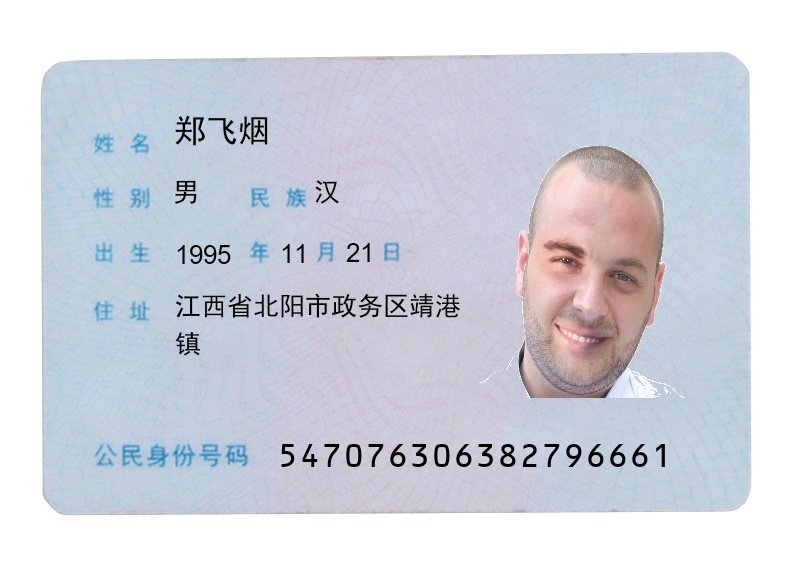 姓名 郑飞烟
性别 男 民族 汉
出生 1995 年 11 月 21 日
住址 江西省北阳市政务区靖港
镇
公民身份号码 547076306382796661